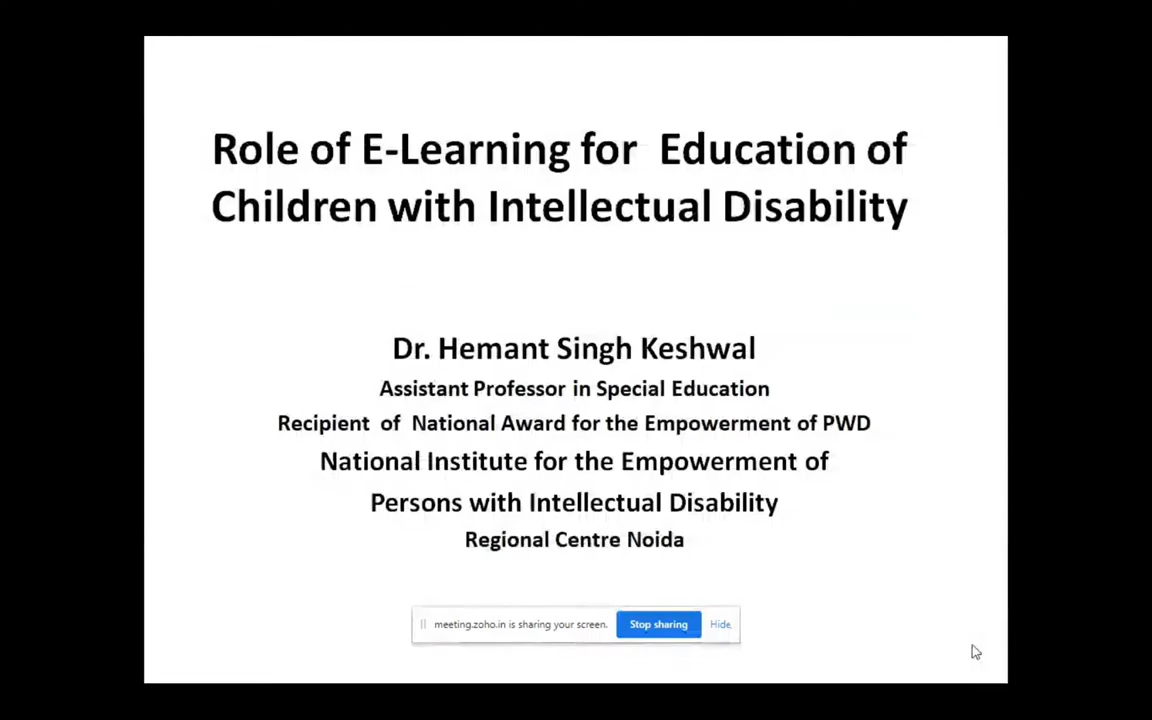 Role of E-Learning for Education of
Children with Intellectual Disability
Dr. Hemant Singh Keshwal
Assistant Professor in Special Education
Recipient of National Award for the Empowerment of PWD
National Institute for the Empowerment of
Persons with Intellectual Disability
Regional Centre Noida
meeting.zoho.in is sharing your screen. Stop sharing Hide